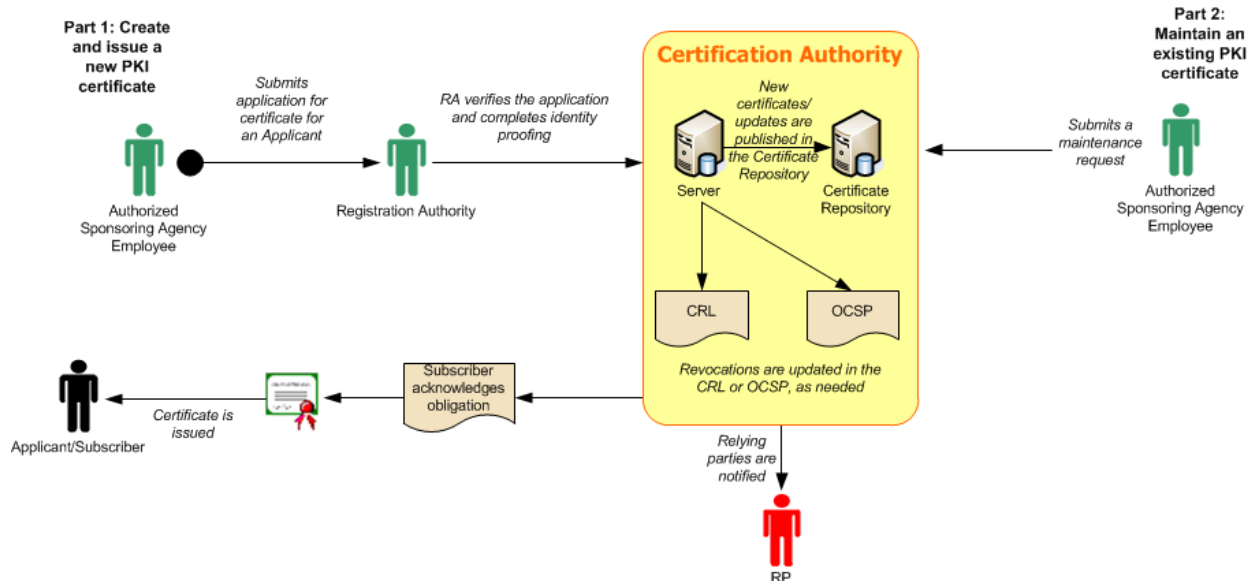 Part 1: Create
and issue a
new PKI
certificate
Submits
application for
certificate for
an Applicant
RA verifies the application
and completes identity
proofing
Authorized
Sponsoring Agency
Employee
Registration Authority
Certification Authority
New
certificates/
updates are
published in
the Certificate
Repository
Server
Certificate
Repository
CRL
OCSP
Revocations are updated in the
CRL or OCSP, as needed
Part 2:
Maintain an
existing PKI
certificate
Submits a
maintenance
request
Authorized
Sponsoring Agency
Employee
Subscriber
acknowledges
obligation
Certificate is
issued
Applicant/Subscriber
Relying
parties are
notified
RP